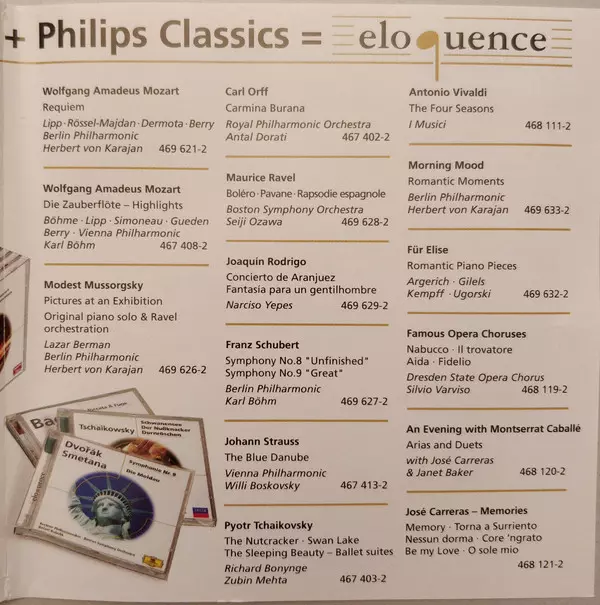 + Philips Classics = eloquence
Wolfgang Amadeus Mozart
Requiem
Lipp · Rössel-Majdan · Dermota · Berry
Berlin Philharmonic
Herbert von Karajan 469 621-2
Wolfgang Amadeus Mozart
Die Zauberflöte – Highlights
Böhme · Lipp · Simoneau · Gueden
Berry · Vienna Philharmonic
Karl Böhm 467 408-2
Modest Mussorgsky
Pictures at an Exhibition
Original piano solo & Ravel
orchestration
Lazar Berman
Berlin Philharmonic
Herbert von Karajan 469 626-2
Tschaikowsky
Schwanensee
Der Nußknacker
Dornröschen
Dvořák
Smetana
Symphonie Nr. 9
Die Moldau
Carl Orff
Carmina Burana
Royal Philharmonic Orchestra
Antal Dorati 467 402-2
Maurice Ravel
Boléro · Pavane · Rapsodie espagnole
Boston Symphony Orchestra
Seiji Ozawa 469 628-2
Joaquin Rodrigo
Concierto de Aranjuez
Fantasia para un gentilhombre
Narciso Yepes 469 629-2
Franz Schubert
Symphony No.8 "Unfinished"
Symphony No.9 "Great"
Berlin Philharmonic
Karl Böhm 469 627-2
Johann Strauss
The Blue Danube
Vienna Philharmonic
Willi Boskovsky 467 413-2
Pyotr Tchaikovsky
The Nutcracker · Swan Lake
The Sleeping Beauty – Ballet suites
Richard Bonynge
Zubin Mehta 467 403-2
Antonio Vivaldi
The Four Seasons
I Musici 468 111-2
Morning Mood
Romantic Moments
Berlin Philharmonic
Herbert von Karajan 469 633-2
Für Elise
Romantic Piano Pieces
Argerich · Gilels
Kempff · Ugorski 469 632-2
Famous Opera Choruses
Nabucco · Il trovatore
Aida · Fidelio
Dresden State Opera Chorus
Silvio Varviso 468 119-2
An Evening with Montserrat Caballé
Arias and Duets
with José Carreras
& Janet Baker 468 120-2
José Carreras – Memories
Memory · Torna a Surriento
Nessun dorma · Core 'ngrato
Be my Love · O sole mio
468 121-2